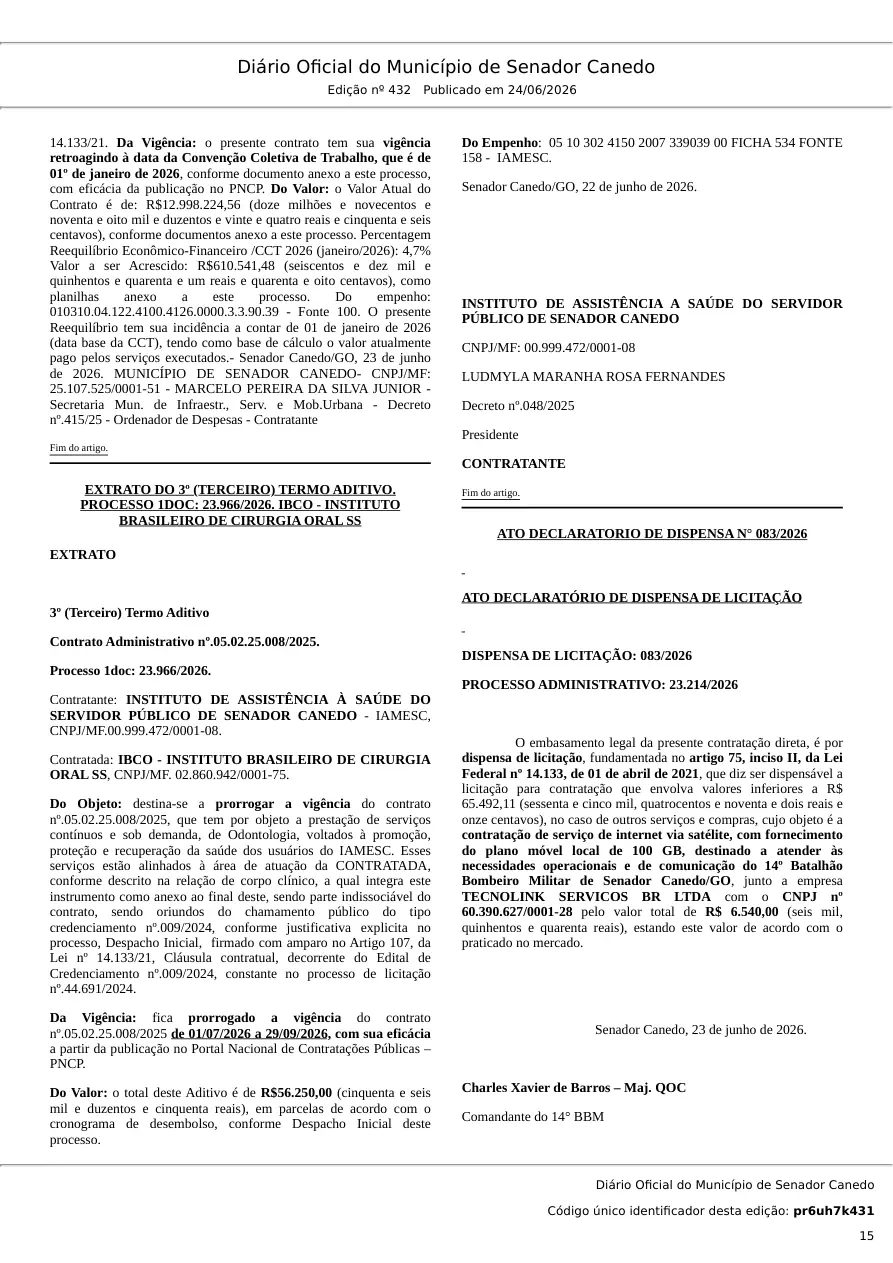 Diário Oficial do Município de Senador Canedo
Edição nº 432   Publicado em 24/06/2026
14.133/21. Da Vigência: o presente contrato tem sua vigência
retroagindo à data da Convenção Coletiva de Trabalho, que é de
01º de janeiro de 2026, conforme documento anexo a este processo,
com eficácia da publicação no PNCP. Do Valor: o Valor Atual do
Contrato é de: R$12.998.224,56 (doze milhões e novecentos e
noventa e oito mil e duzentos e vinte e quatro reais e cinquenta e seis
centavos), conforme documentos anexo a este processo. Percentagem
Reequilíbrio Econômico-Financeiro /CCT 2026 (janeiro/2026): 4,7%
Valor a ser Acrescido: R$610.541,48 (seiscentos e dez mil e
quinhentos e quarenta e um reais e quarenta e oito centavos), como
planilhas anexo a este processo. Do empenho:
010310.04.122.4100.4126.0000.3.3.90.39 - Fonte 100. O presente
Reequilíbrio tem sua incidência a contar de 01 de janeiro de 2026
(data base da CCT), tendo como base de cálculo o valor atualmente
pago pelos serviços executados.- Senador Canedo/GO, 23 de junho
de 2026. MUNICÍPIO DE SENADOR CANEDO- CNPJ/MF:
25.107.525/0001-51 - MARCELO PEREIRA DA SILVA JUNIOR -
Secretaria Mun. de Infraestr., Serv. e Mob.Urbana - Decreto
nº.415/25 - Ordenador de Despesas - Contratante
Fim do artigo.
EXTRATO DO 3º (TERCEIRO) TERMO ADITIVO.
PROCESSO 1DOC: 23.966/2026. IBCO - INSTITUTO
BRASILEIRO DE CIRURGIA ORAL SS
EXTRATO
3º (Terceiro) Termo Aditivo
Contrato Administrativo nº.05.02.25.008/2025.
Processo 1doc: 23.966/2026.
Contratante: INSTITUTO DE ASSISTÊNCIA À SAÚDE DO
SERVIDOR PÚBLICO DE SENADOR CANEDO - IAMESC,
CNPJ/MF.00.999.472/0001-08.
Contratada: IBCO - INSTITUTO BRASILEIRO DE CIRURGIA
ORAL SS, CNPJ/MF. 02.860.942/0001-75.
Do Objeto: destina-se a prorrogar a vigência do contrato
nº.05.02.25.008/2025, que tem por objeto a prestação de serviços
contínuos e sob demanda, de Odontologia, voltados à promoção,
proteção e recuperação da saúde dos usuários do IAMESC. Esses
serviços estão alinhados à área de atuação da CONTRATADA,
conforme descrito na relação de corpo clínico, a qual integra este
instrumento como anexo ao final deste, sendo parte indissociável do
contrato, sendo oriundos do chamamento público do tipo
credenciamento nº.009/2024, conforme justificativa explicita no
processo, Despacho Inicial,  firmado com amparo no Artigo 107, da
Lei nº 14.133/21, Cláusula contratual, decorrente do Edital de
Credenciamento nº.009/2024, constante no processo de licitação
nº.44.691/2024.
Da Vigência: fica prorrogado a vigência do contrato
nº.05.02.25.008/2025 de 01/07/2026 a 29/09/2026, com sua eficácia
a partir da publicação no Portal Nacional de Contratações Públicas –
PNCP.
Do Valor: o total deste Aditivo é de R$56.250,00 (cinquenta e seis
mil e duzentos e cinquenta reais), em parcelas de acordo com o
cronograma de desembolso, conforme Despacho Inicial deste
processo.
Do Empenho:  05 10 302 4150 2007 339039 00 FICHA 534 FONTE
158 -  IAMESC.
Senador Canedo/GO, 22 de junho de 2026.
INSTITUTO DE ASSISTÊNCIA A SAÚDE DO SERVIDOR
PÚBLICO DE SENADOR CANEDO
CNPJ/MF: 00.999.472/0001-08
LUDMYLA MARANHA ROSA FERNANDES
Decreto nº.048/2025
Presidente
CONTRATANTE
Fim do artigo.
ATO DECLARATORIO DE DISPENSA N° 083/2026
ATO DECLARATÓRIO DE DISPENSA DE LICITAÇÃO
DISPENSA DE LICITAÇÃO: 083/2026
PROCESSO ADMINISTRATIVO: 23.214/2026
O embasamento legal da presente contratação direta, é por
dispensa de licitação, fundamentada no artigo 75, inciso II, da Lei
Federal nº 14.133, de 01 de abril de 2021, que diz ser dispensável a
licitação para contratação que envolva valores inferiores a R$
65.492,11 (sessenta e cinco mil, quatrocentos e noventa e dois reais e
onze centavos), no caso de outros serviços e compras, cujo objeto é a
contratação de serviço de internet via satélite, com fornecimento
do plano móvel local de 100 GB, destinado a atender às
necessidades operacionais e de comunicação do 14º Batalhão
Bombeiro Militar de Senador Canedo/GO, junto a empresa
TECNOLINK SERVICOS BR LTDA com o CNPJ nº
60.390.627/0001-28 pelo valor total de R$ 6.540,00 (seis mil,
quinhentos e quarenta reais), estando este valor de acordo com o
praticado no mercado.
Senador Canedo, 23 de junho de 2026.
Charles Xavier de Barros – Maj. QOC
Comandante do 14° BBM
Diário Oficial do Município de Senador Canedo
Código único identificador desta edição: pr6uh7k431
15